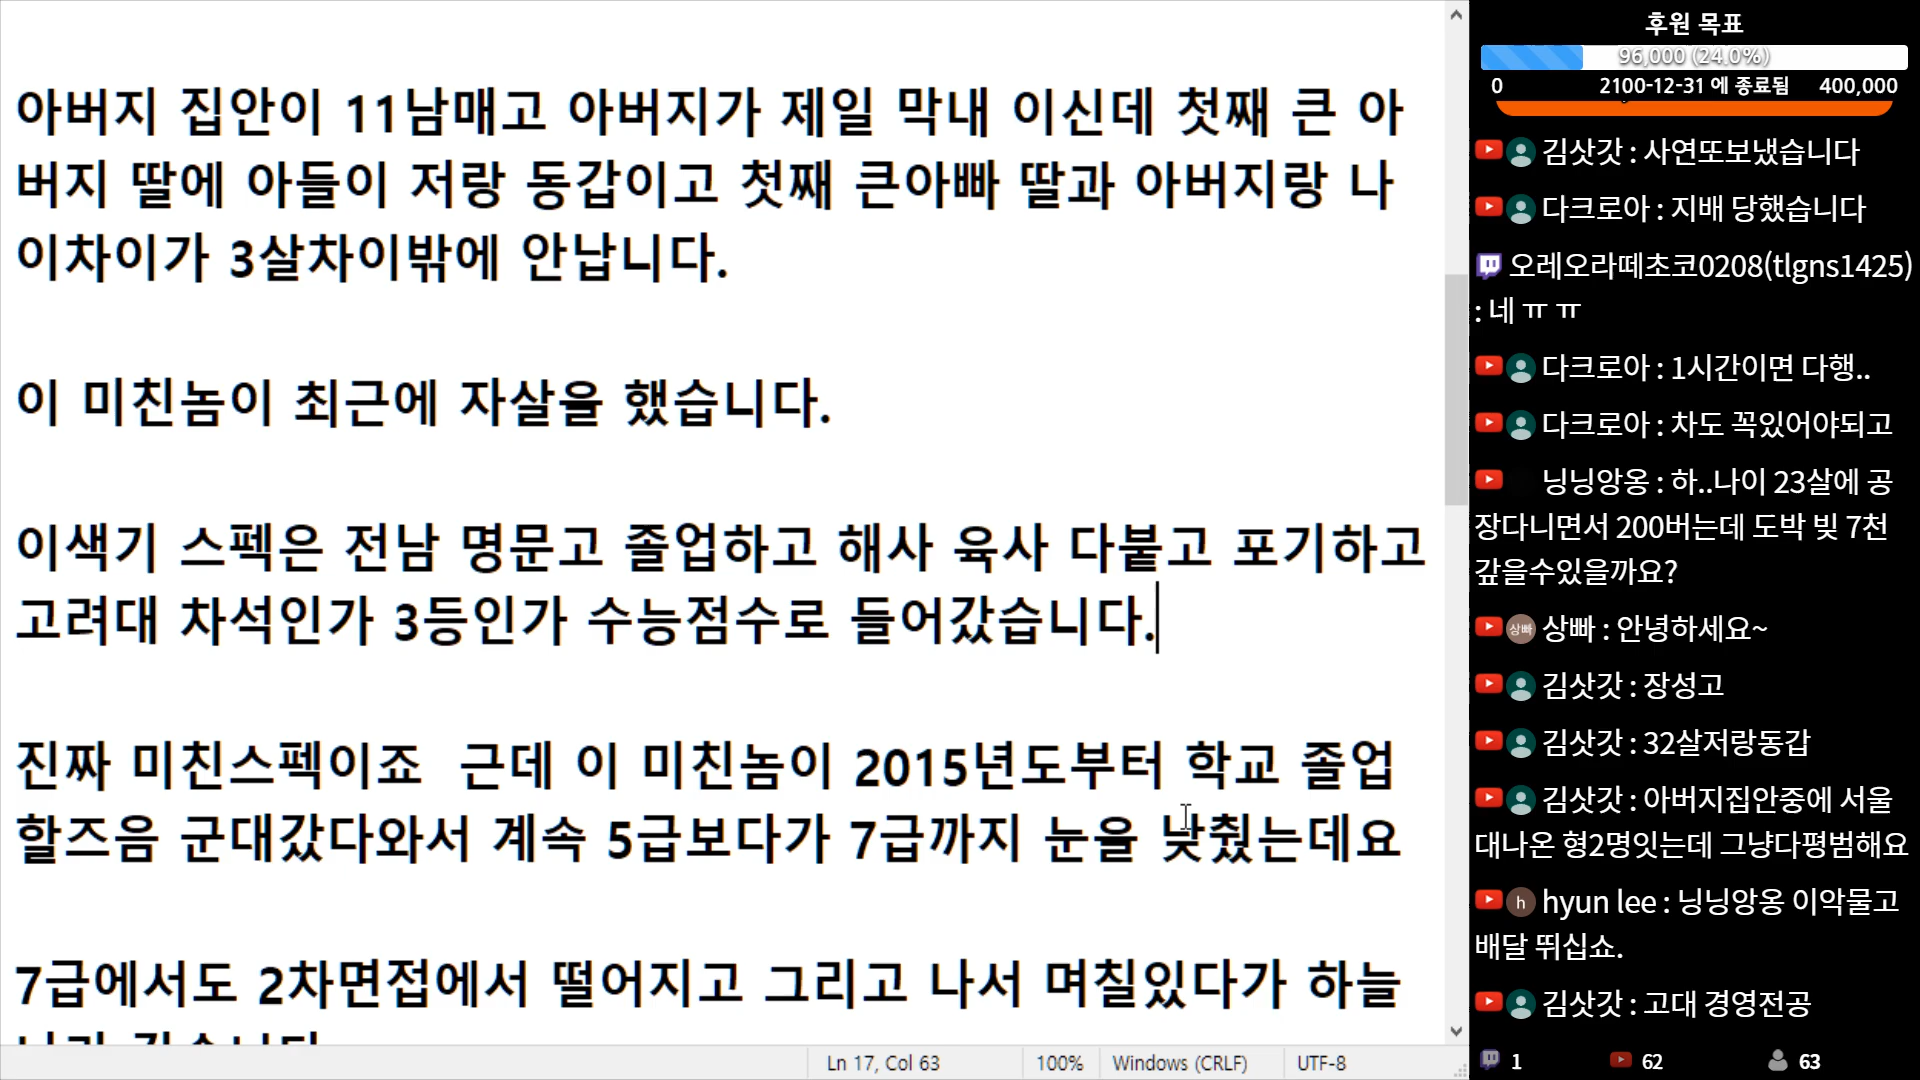 아버지 집안이 11남매고 아버지가 제일 막내 이신데 첫째 큰 아
버지 딸에 아들이 저랑 동갑이고 첫째 큰아빠 딸과 아버지랑 나
이차이가 3살차이밖에 안납니다.
이 미친놈이 최근에 자살을 했습니다.
이색기 스펙은 전남 명문고 졸업하고 해사 육사 다붙고 포기하고
고려대 차석인가 3등인가 수능점수로 들어갔습니다.
진짜 미친스펙이죠  근데 이 미친놈이 2015년도부터 학교 졸업
할즈음 군대갔다와서 계속 5급보다가 7급까지 눈을 낮췄는데요
7급에서도 2차면접에서 떨어지고 그리고 나서 며칠있다가 하늘
Ln 17, Col 63
100%
Windows (CRLF)
UTF-8
후원 목표
96,000 (24.0%)
0 2100-12-31 에 종료됨 400,000
김삿갓 : 사연또보냈습니다
다크로아 : 지배 당했습니다
오레오라떼초코0208(tlgns1425)
: 네 ㅠㅠ
다크로아 : 1시간이면 다행..
다크로아 : 차도 꼭있어야되고
닝닝앙옹 : 하..나이 23살에 공
장다니면서 200버는데 도박 빚 7천
갚을수있을까요?
상빠 상빠 : 안녕하세요~
김삿갓 : 장성고
김삿갓 : 32살저랑동갑
김삿갓 : 아버지집안중에 서울
대나온 형2명잇는데 그냥다평범해요
h hyun lee : 닝닝앙옹 이악물고
배달 뛰십쇼.
김삿갓 : 고대 경영전공
1 62 63